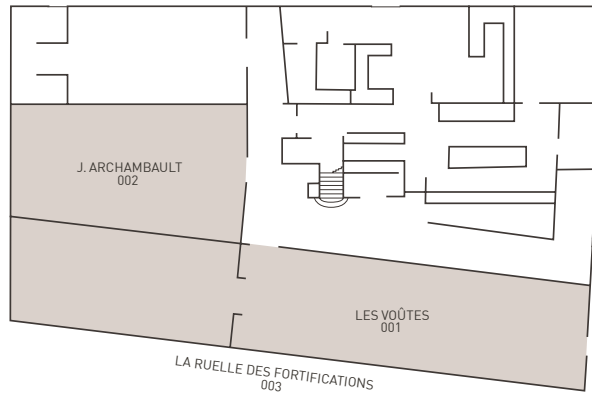 J. ARCHAMBAULT
002
LES VOÛTES
001
LA RUELLE DES FORTIFICATIONS
003